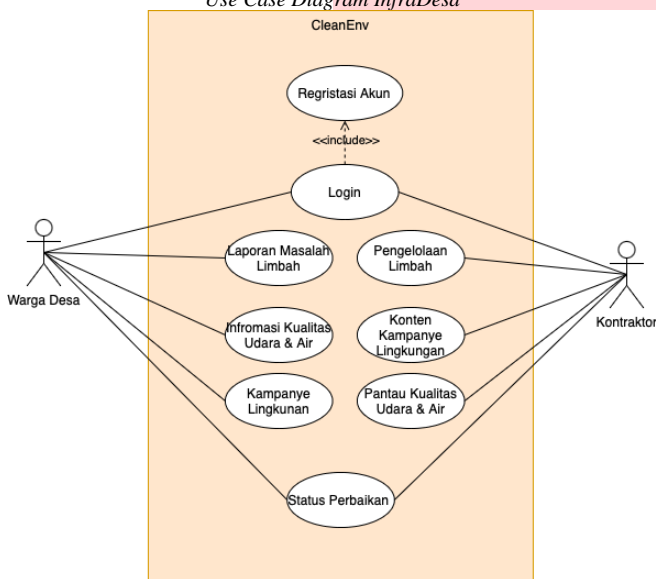 Use Case Diagram InfraDesa
CleanEnv
Regristasi Akun
<<include>>
Login
Laporan Masalah
Limbah
Pengelolaan
Limbah
Warga Desa
Kontraktor
Infromasi Kualitas
Udara & Air
Konten
Kampanye
Lingkungan
Kampanye
Lingkunan
Pantau Kualitas
Udara & Air
Status Perbaikan